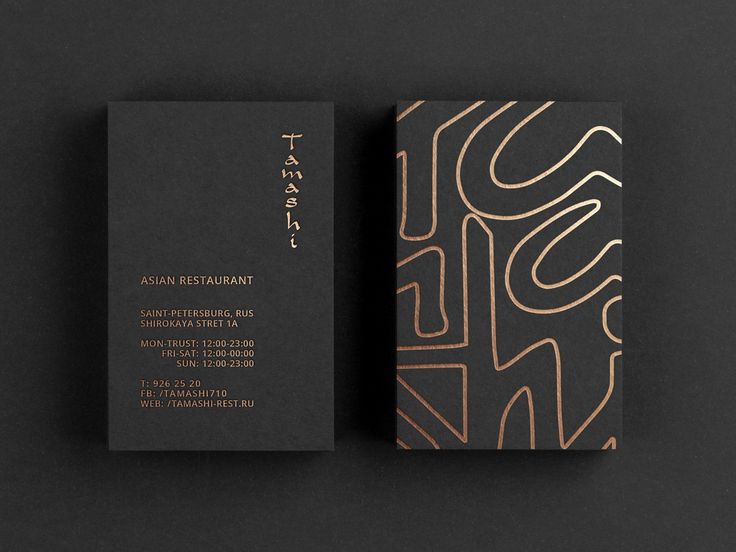 Tamashi
ASIAN RESTAURANT
SAINT-PETERSBURG, RUS
SHIROKAYA STRET 1A
MON-TRUST: 12:00-23:00
FRI-SAT: 12:00-00:00
SUN: 12:00-23:00
T: 926 25 20
FB: /TAMASHI710
WEB: /TAMASHI-REST.RU